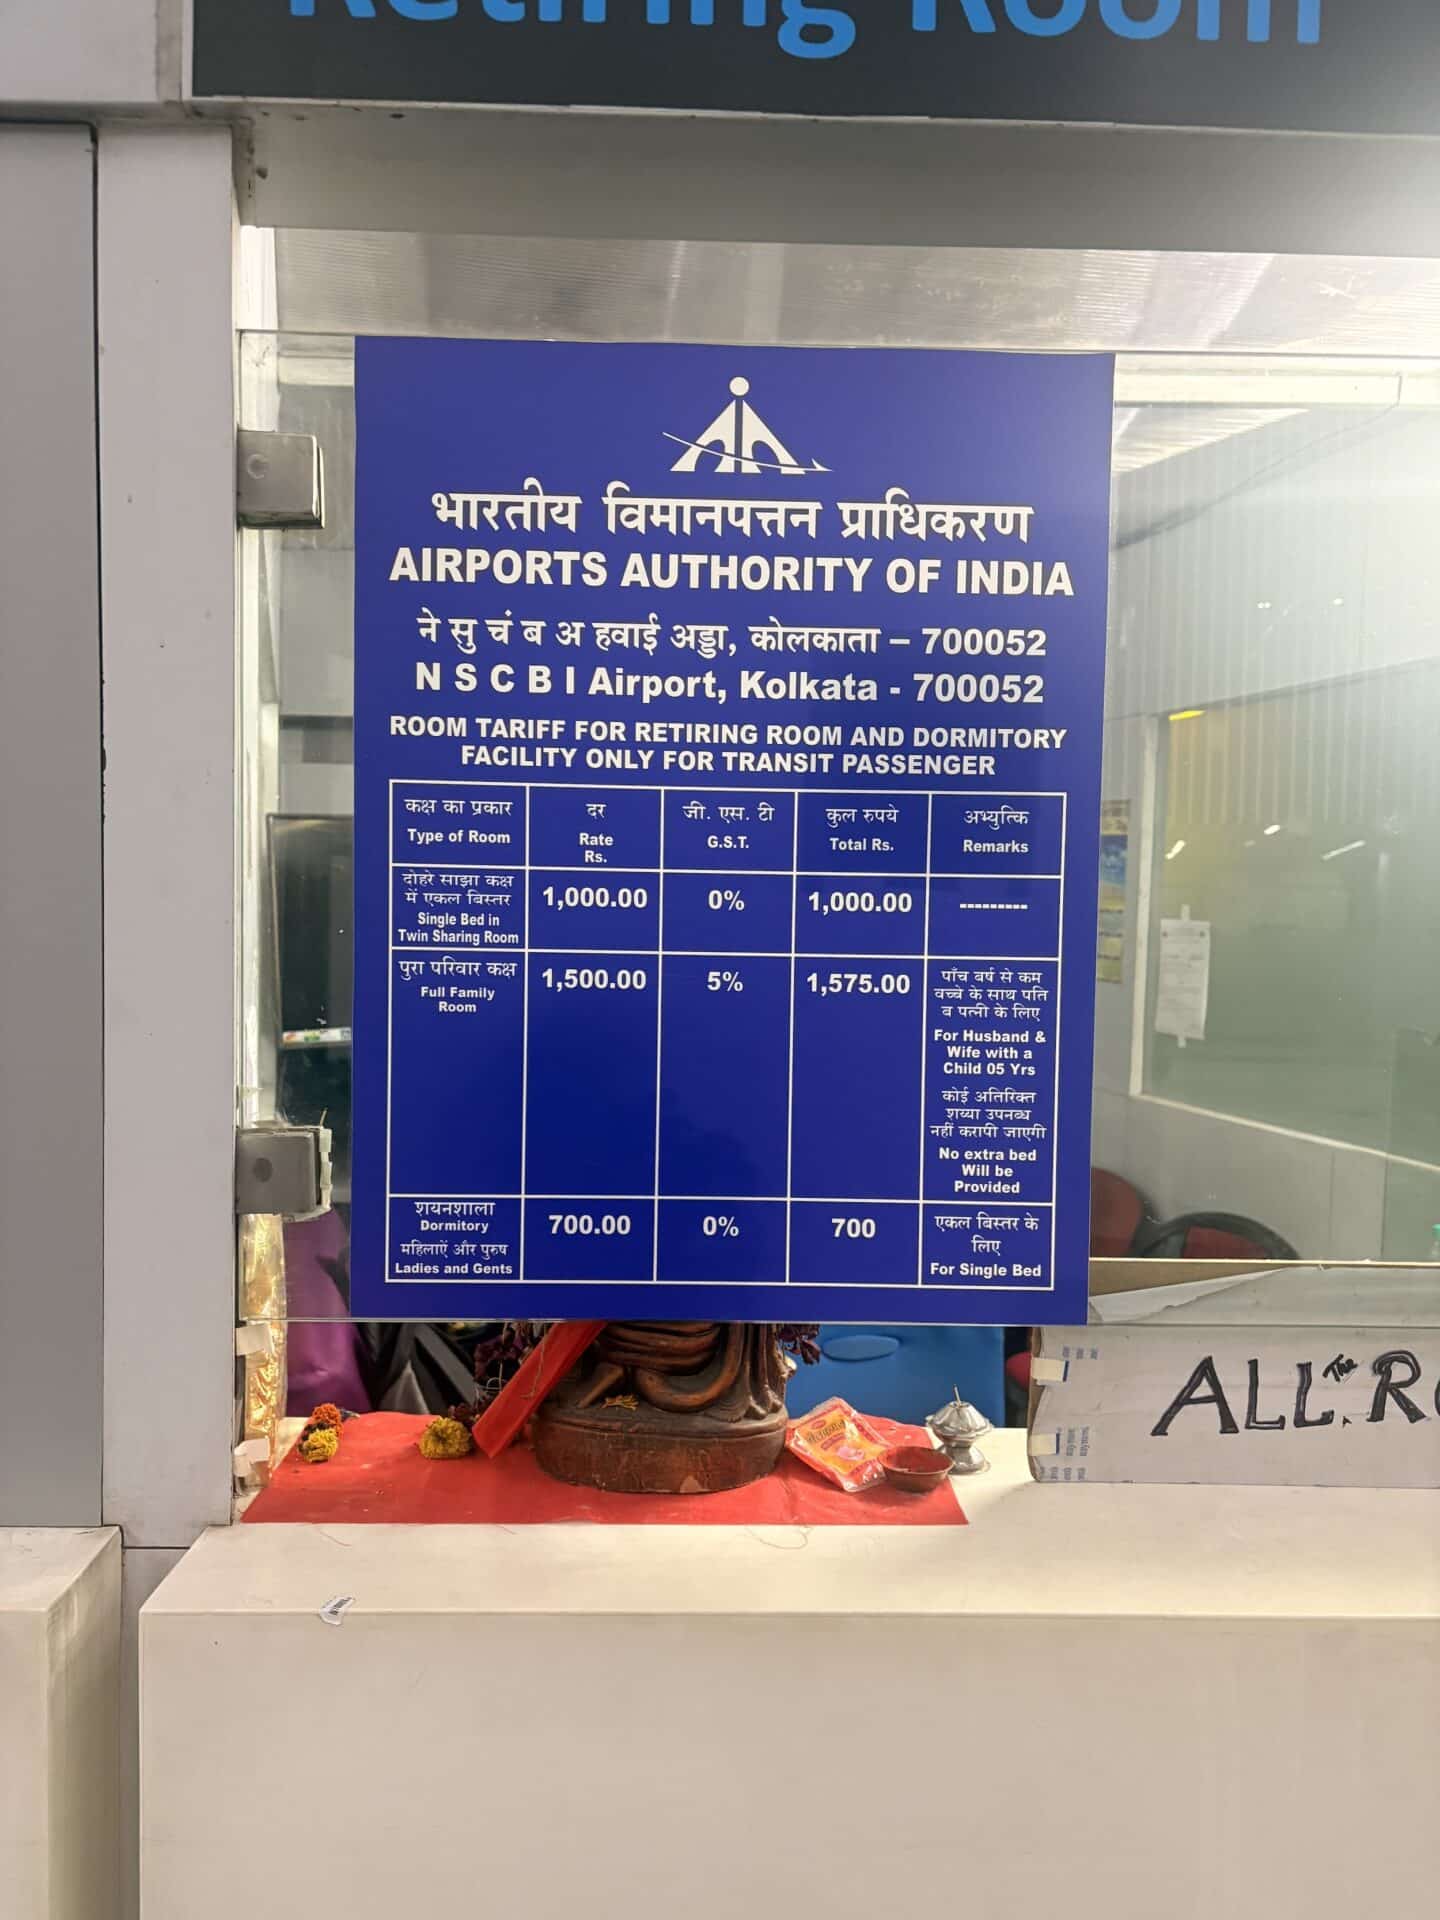 Retiring Room
भारतीय विमानपत्तन प्राधिकरण
AIRPORTS AUTHORITY OF INDIA
ने सु चं ब अ हवाई अड्डा, कोलकाता – 700052
N S C B I Airport, Kolkata - 700052
ROOM TARIFF FOR RETIRING ROOM AND DORMITORY
FACILITY ONLY FOR TRANSIT PASSENGER
कक्ष का प्रकार
Type of Room
दर
Rate
Rs.
जी. एस. टी
G.S.T.
कुल रुपये
Total Rs.
अभ्युत्कि
Remarks
दोहरे साझा कक्ष
में एकल बिस्तर
Single Bed in
Twin Sharing Room
1,000.00
0%
1,000.00
---------
पुरा परिवार कक्ष
Full Family
Room
1,500.00
5%
1,575.00
पाँच बर्ष से कम
वच्चे के साथ पति
ब पत्नी के लिए
For Husband &
Wife with a
Child 05 Yrs
कोई अतिरिक्त
शय्या उपनब्ध
नहीं करापी जाएगी
No extra bed
Will be
Provided
शयनशाला
Dormitory
महिलाऐं और पुरुष
Ladies and Gents
700.00
0%
700
एकल बिस्तर के
लिए
For Single Bed
ALL The